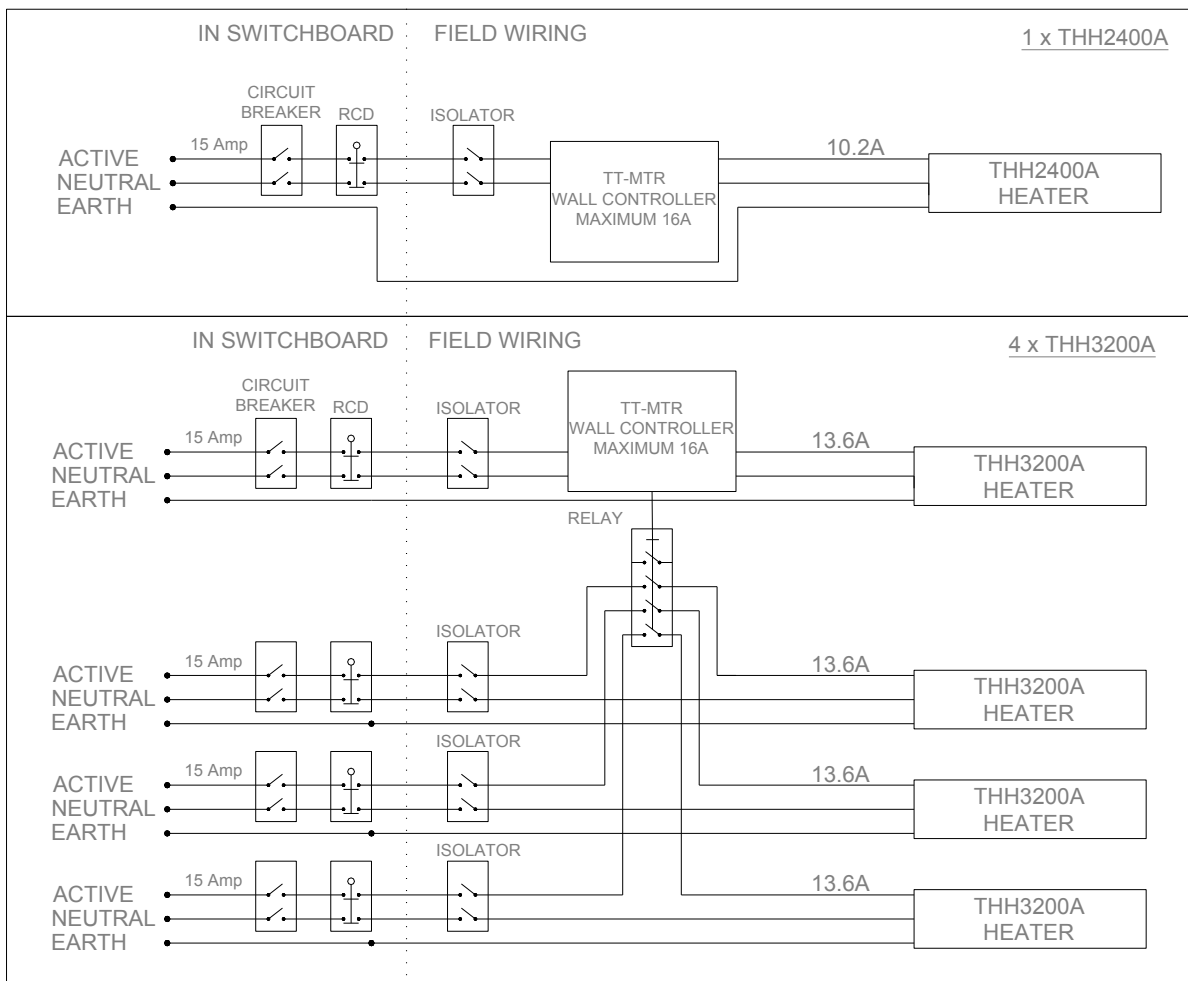 IN SWITCHBOARD
FIELD WIRING
1 x THH2400A
CIRCUIT
BREAKER
RCD
ISOLATOR
15 Amp
10.2A
ACTIVE
NEUTRAL
EARTH
TT-MTR
WALL CONTROLLER
MAXIMUM 16A
THH2400A
HEATER
IN SWITCHBOARD
FIELD WIRING
4 x THH3200A
CIRCUIT
BREAKER
RCD
ISOLATOR
TT-MTR
WALL CONTROLLER
MAXIMUM 16A
15 Amp
13.6A
ACTIVE
NEUTRAL
EARTH
THH3200A
HEATER
RELAY
ISOLATOR
15 Amp
13.6A
ACTIVE
NEUTRAL
EARTH
THH3200A
HEATER
ISOLATOR
15 Amp
13.6A
ACTIVE
NEUTRAL
EARTH
THH3200A
HEATER
ISOLATOR
15 Amp
13.6A
ACTIVE
NEUTRAL
EARTH
THH3200A
HEATER